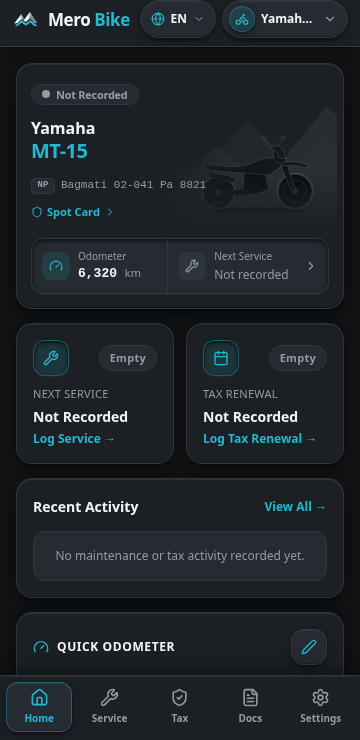 Mero Bike
EN
Yamah...
Not Recorded
Yamaha
MT-15
NP Bagmati 02-041 Pa 8821
Spot Card
Odometer
6,320 km
Next Service
Not recorded
Empty
NEXT SERVICE
Not Recorded
Log Service →
Empty
TAX RENEWAL
Not Recorded
Log Tax Renewal →
Recent Activity
View All →
No maintenance or tax activity recorded yet.
QUICK ODOMETER
Home
Service
Tax
Docs
Settings